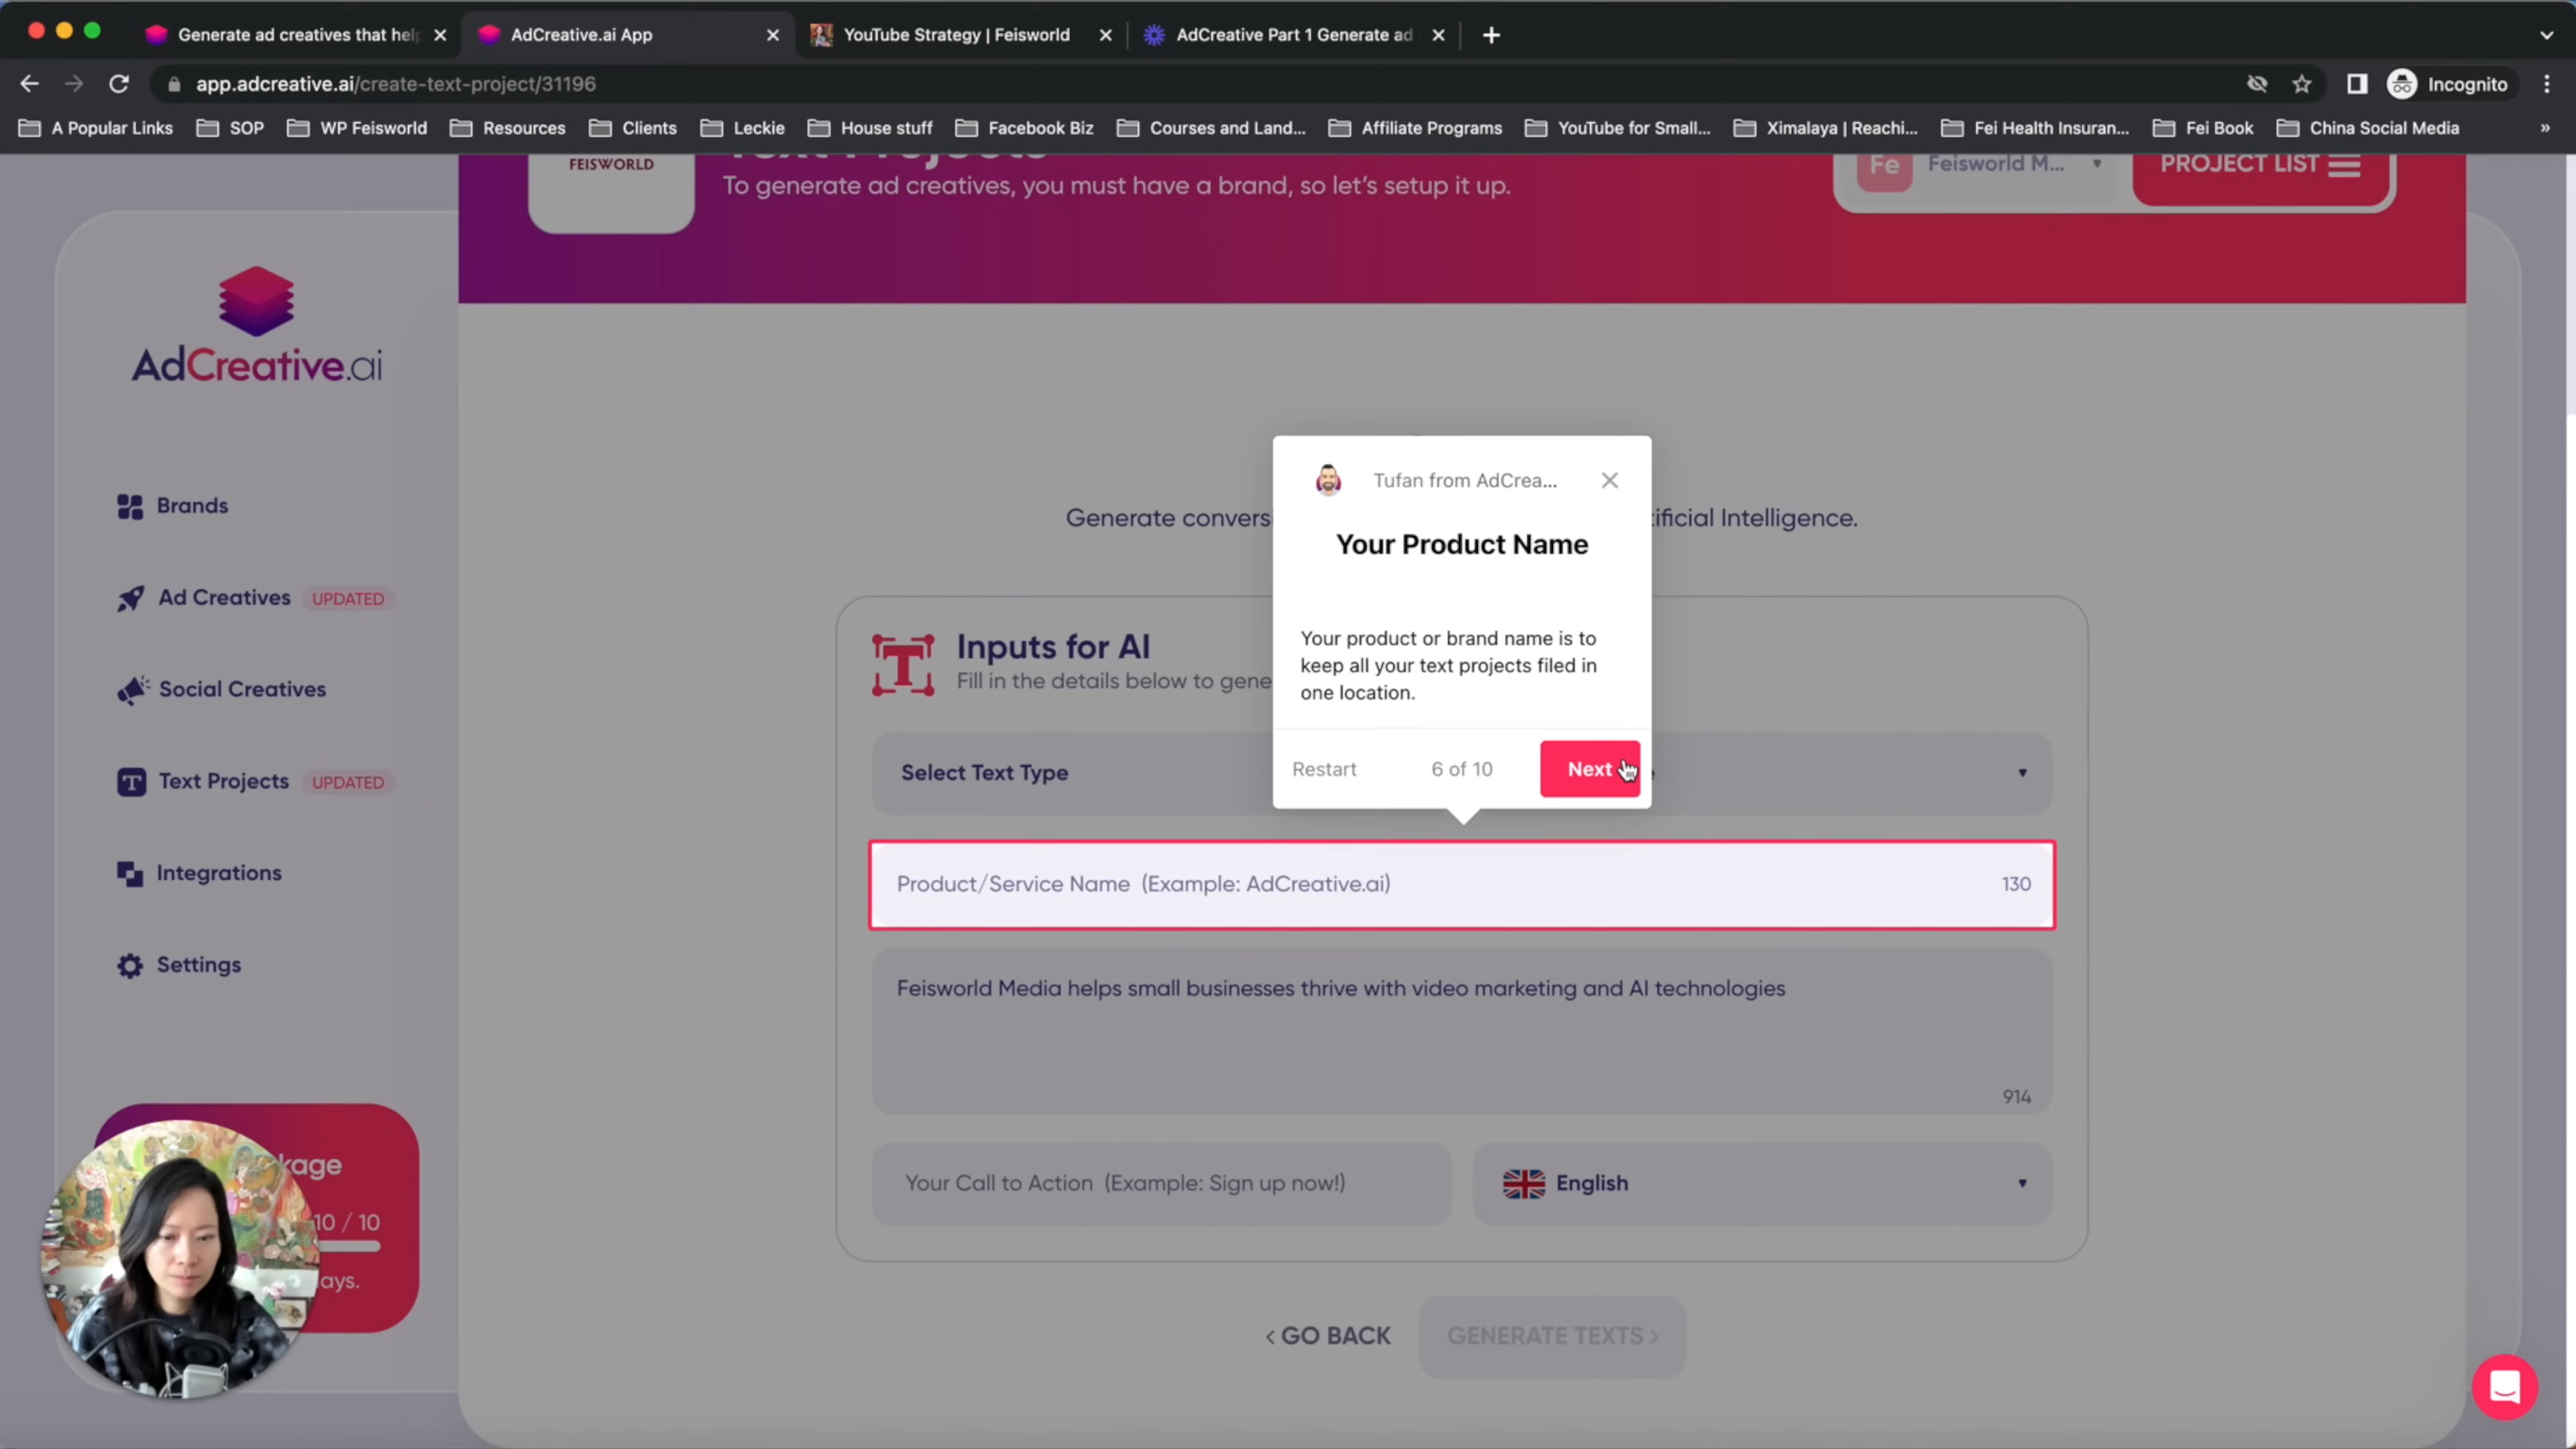 Generate ad creatives that help
AdCreative.ai App
YouTube Strategy | Feisworld
AdCreative Part 1 Generate ad
app.adcreative.ai/create-text-project/31196
Incognito
A Popular Links
SOP
WP Feisworld
Resources
Clients
Leckie
House stuff
Facebook Biz
Courses and Land...
Affiliate Programs
YouTube for Small...
Ximalaya | Reachi...
Fei Health Insuran...
Fei Book
China Social Media
»
FEISWORLD
Text Projects
To generate ad creatives, you must have a brand, so let's setup it up.
Fe
Feisworld M...
PROJECT LIST
AdCreative.ai
Brands
Ad Creatives UPDATED
Social Creatives
Text Projects UPDATED
Integrations
Settings
kage
10 / 10
ays.
Generate convers
tificial Intelligence.
Inputs for AI
Fill in the details below to gene
Select Text Type
Tufan from AdCrea...
Your Product Name
Your product or brand name is to
keep all your text projects filed in
one location.
Restart
6 of 10
Next
Product/Service Name (Example: AdCreative.ai)
130
Feisworld Media helps small businesses thrive with video marketing and AI technologies
914
Your Call to Action (Example: Sign up now!)
English
‹ GO BACK
GENERATE TEXTS ›